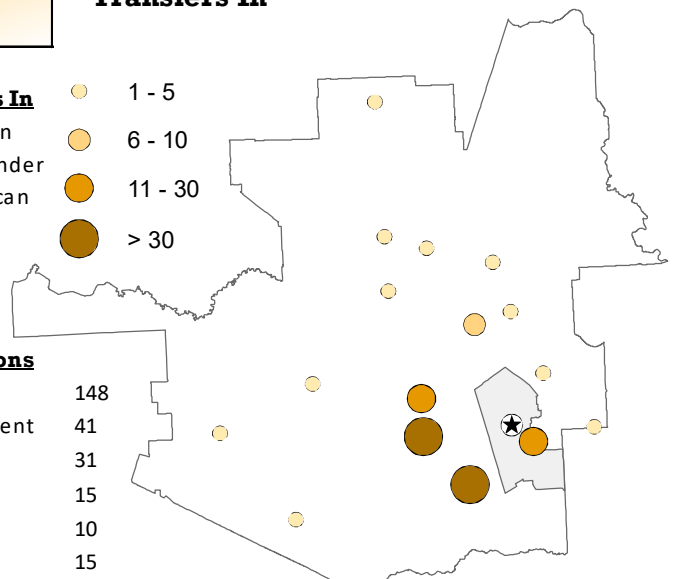 Transfers In
s In
1 - 5
n
6 - 10
nder
11 - 30
can
> 30
ons
148
ent 41
31
15
10
15